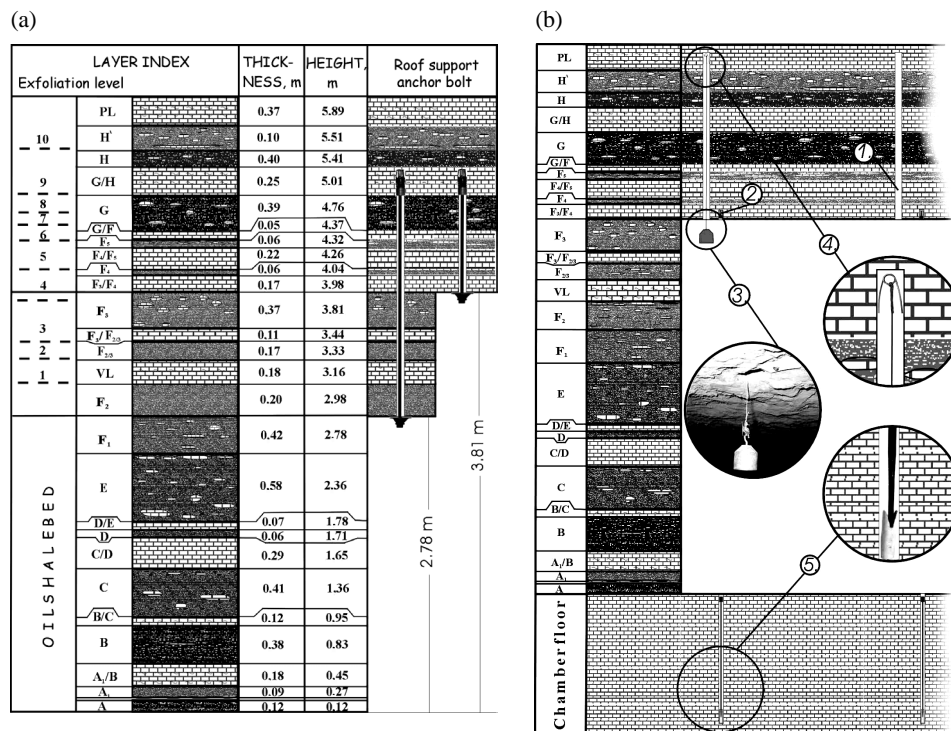 (a)
LAYER INDEX
Exfoliation level
THICK-
NESS, m
HEIGHT,
m
Roof support
anchor bolt
PL 0.37 5.89
10 H' 0.10 5.51
H 0.40 5.41
9 G/H 0.25 5.01
8
G 0.39 4.76
7
G/F 0.05 4.37
6
F5 0.06 4.32
5 F4/F5 0.22 4.26
F4 0.06 4.04
4 F3/F4 0.17 3.98
F3 0.37 3.81
3
F3/F2/3 0.11 3.44
2 F2/3 0.17 3.33
1 VL 0.18 3.16
F2 0.20 2.98
F1 0.42 2.78
E 0.58 2.36
D/E 0.07 1.78
D 0.06 1.71
C/D 0.29 1.65
C 0.41 1.36
B/C 0.12 0.95
B 0.38 0.83
A1/B 0.18 0.45
A1 0.09 0.27
A 0.12 0.12
OILSHALEBED
2.78 m
3.81 m
(b)
PL
H'
H
G/H
G
G/F
F5
F4/F5
F4
F3/F4
F3
F3/F2/3
F2/3
VL
F2
F1
E
D/E
D
C/D
C
B/C
B
A1/B
A1
A
Chamber floor
1.
2
3
4.
5.